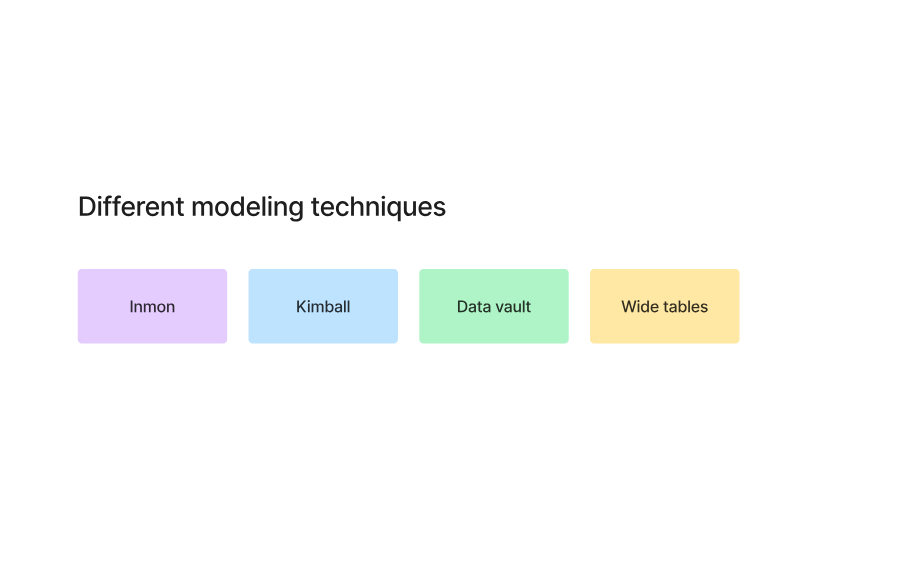 Different modeling techniques
Inmon
Kimball
Data vault
Wide tables